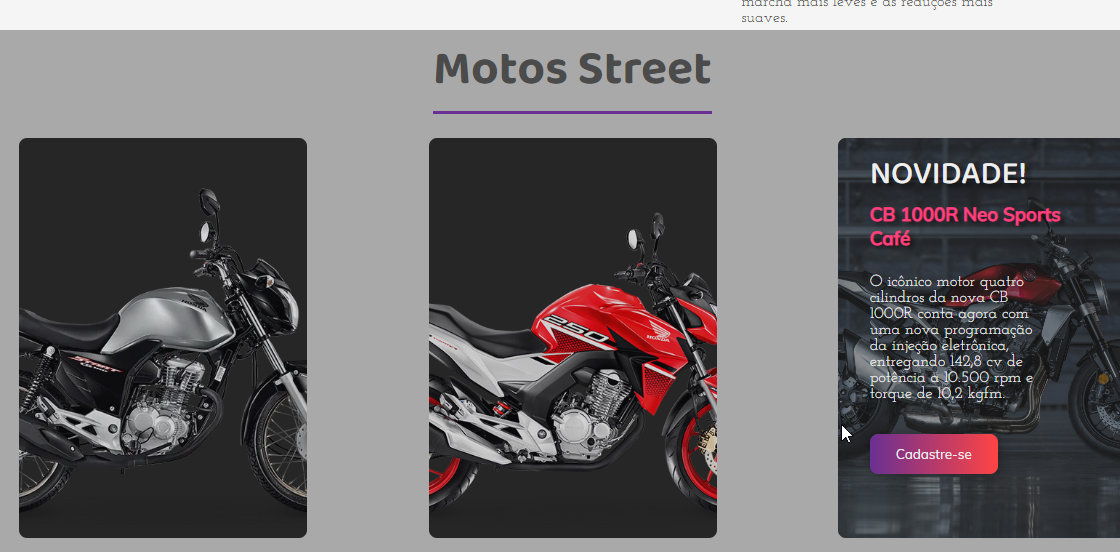 marcha mais leves e as reduções mais
suaves.
Motos Street
250
HONDA
NOVIDADE!
CB 1000R Neo Sports
Café
O icônico motor quatro
cilindros da nova CB
1000R conta agora com
uma nova programação
da injeção eletrônica,
entregando 142,8 cv de
potência a 10.500 rpm e
torque de 10,2 kgfm.
Cadastre-se